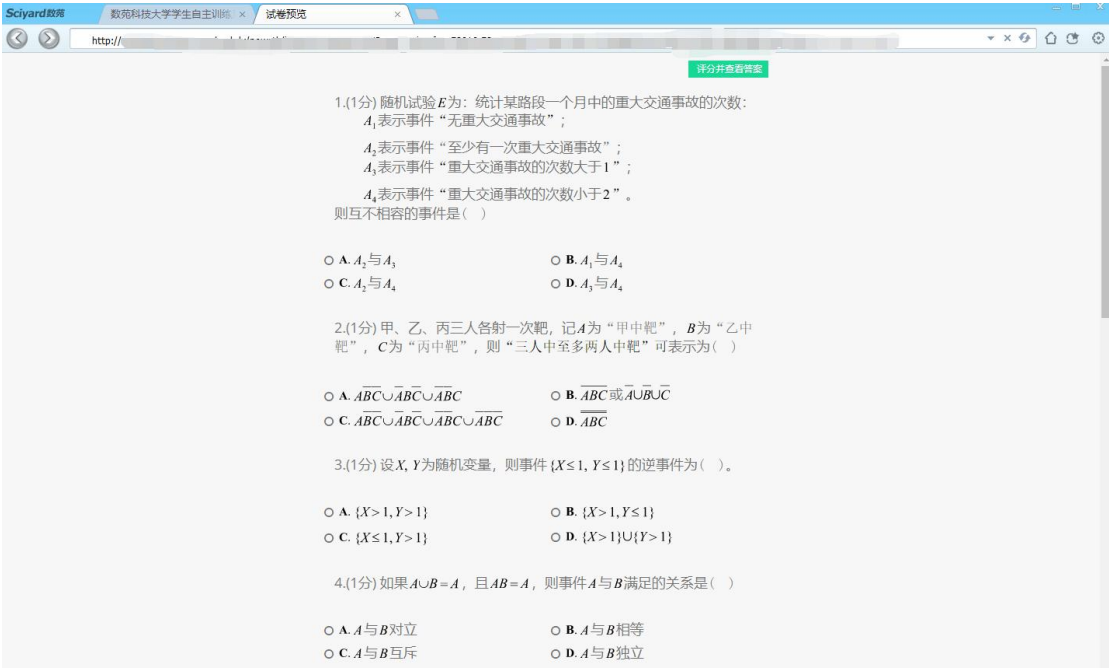 Sciyard数苑 数苑科技大学学生自主训练 × 试卷预览 ×
http://
评分并查看答案
1.(1分) 随机试验E为：统计某路段一个月中的重大交通事故的次数：
A₁表示事件“无重大交通事故”；
A₂表示事件“至少有一次重大交通事故”；
A₃表示事件“重大交通事故的次数大于1”；
A₄表示事件“重大交通事故的次数小于2”。
则互不相容的事件是（ ）
A. A₂与A₃ B. A₁与A₄
C. A₂与A₄ D. A₃与A₄
2.(1分) 甲、乙、丙三人各射一次靶，记A为“甲中靶”，B为“乙中
靶”，C为“丙中靶”，则“三人中至多两人中靶”可表示为（ ）
A. AB̅C̅∪A̅BC̅∪A̅B̅C B. A̅B̅C̅或A̅∪B̅∪C̅
C. AB̅C̅∪A̅BC̅∪A̅B̅C∪A̅B̅C̅ D. ABC
3.(1分) 设X, Y为随机变量，则事件{X≤1, Y≤1}的逆事件为（ ）。
A. {X>1,Y>1} B. {X>1,Y≤1}
C. {X≤1,Y>1} D. {X>1}∪{Y>1}
4.(1分) 如果A∪B=A，且AB=A，则事件A与B满足的关系是（ ）
A. A与B对立 B. A与B相等
C. A与B互斥 D. A与B独立